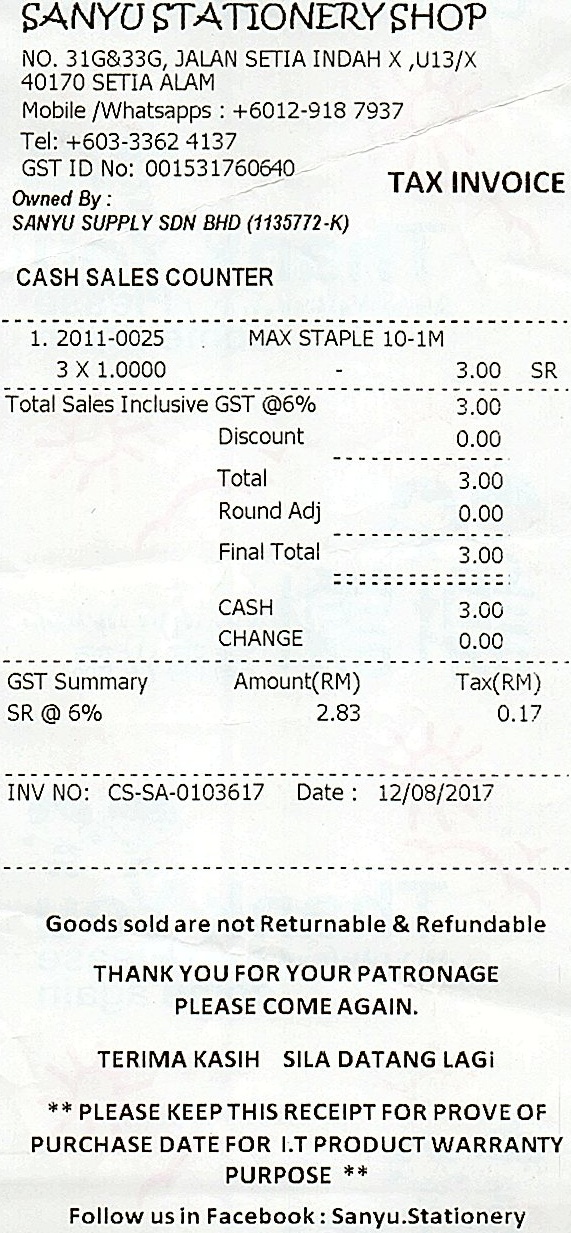 SANYU STATIONERY SHOP
NO. 31G&33G, JALAN SETIA INDAH X ,U13/X
40170 SETIA ALAM
Mobile /Whatsapps : +6012-918 7937
Tel: +603-3362 4137
GST ID No: 001531760640
TAX INVOICE
Owned By :
SANYU SUPPLY SDN BHD (1135772-K)
CASH SALES COUNTER
1. 2011-0025 MAX STAPLE 10-1M
3 X 1.0000 - 3.00 SR
Total Sales Inclusive GST @6% 3.00
Discount 0.00
Total 3.00
Round Adj 0.00
Final Total 3.00
CASH 3.00
CHANGE 0.00
GST Summary Amount(RM) Tax(RM)
SR @ 6% 2.83 0.17
INV NO: CS-SA-0103617 Date : 12/08/2017
Goods sold are not Returnable & Refundable
THANK YOU FOR YOUR PATRONAGE
PLEASE COME AGAIN.
TERIMA KASIH SILA DATANG LAGi
** PLEASE KEEP THIS RECEIPT FOR PROVE OF
PURCHASE DATE FOR I.T PRODUCT WARRANTY
PURPOSE **
Follow us in Facebook : Sanyu.Stationery